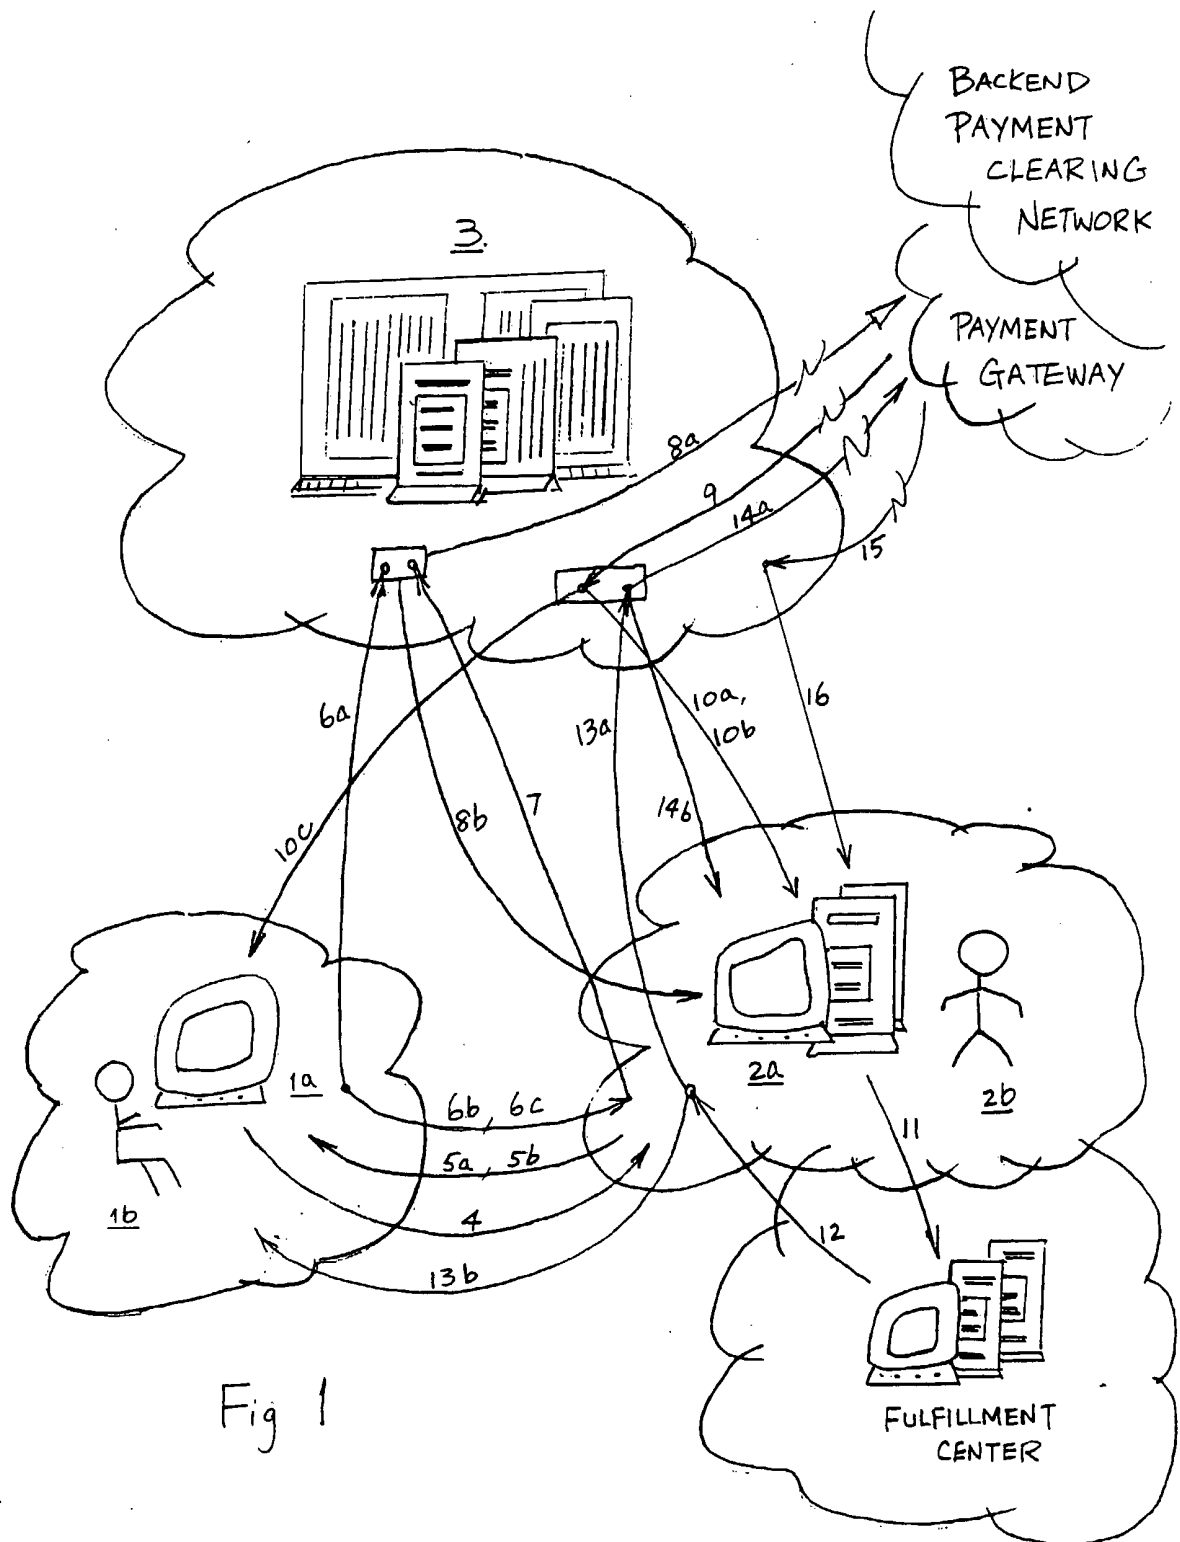 BACKEND
PAYMENT
CLEARING
NETWORK
3.
PAYMENT
GATEWAY
8a
9
14a
15
6a
13a
10a,
10b
16
10c
8b
7
14b
1a
2a
2b
6b, 6c
5a, 5b
11
1b
4
12
13b
Fig 1
FULFILLMENT
CENTER